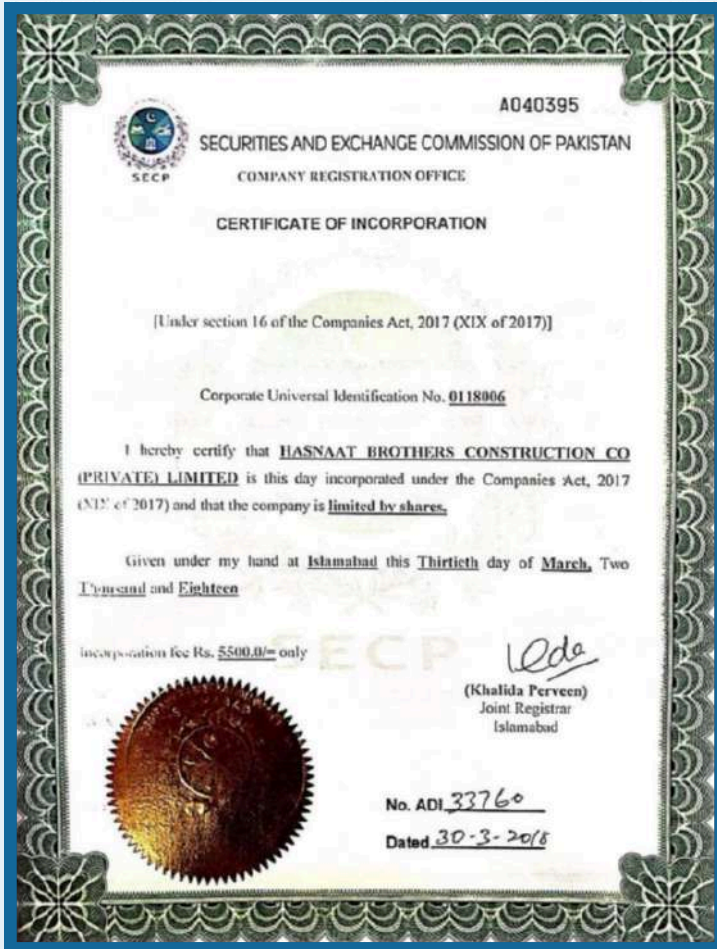 A040395
SECP
SECURITIES AND EXCHANGE COMMISSION OF PAKISTAN
COMPANY REGISTRATION OFFICE
CERTIFICATE OF INCORPORATION
[Under section 16 of the Companies Act, 2017 (XIX of 2017)]
Corporate Universal Identification No. 0118006
I hereby certify that HASNAAT BROTHERS CONSTRUCTION CO
(PRIVATE) LIMITED is this day incorporated under the Companies Act, 2017
(XIX of 2017) and that the company is limited by shares.
Given under my hand at Islamabad this Thirtieth day of March, Two
Thousand and Eighteen
Incorporation fee Rs. 5500.0/= only
SECP
(Khalida Perveen)
Joint Registrar
Islamabad
No. ADI 33760
Dated 30-3-2018